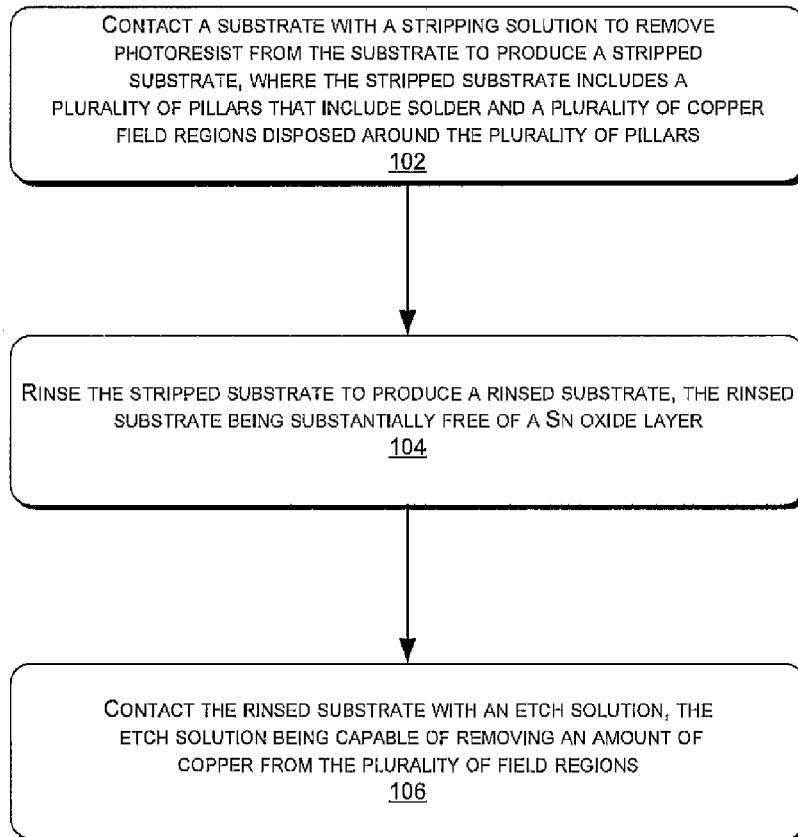 CONTACT A SUBSTRATE WITH A STRIPPING SOLUTION TO REMOVE
PHOTORESIST FROM THE SUBSTRATE TO PRODUCE A STRIPPED
SUBSTRATE, WHERE THE STRIPPED SUBSTRATE INCLUDES A
PLURALITY OF PILLARS THAT INCLUDE SOLDER AND A PLURALITY OF COPPER
FIELD REGIONS DISPOSED AROUND THE PLURALITY OF PILLARS
102
RINSE THE STRIPPED SUBSTRATE TO PRODUCE A RINSED SUBSTRATE, THE RINSED
SUBSTRATE BEING SUBSTANTIALLY FREE OF A SN OXIDE LAYER
104
CONTACT THE RINSED SUBSTRATE WITH AN ETCH SOLUTION, THE
ETCH SOLUTION BEING CAPABLE OF REMOVING AN AMOUNT OF
COPPER FROM THE PLURALITY OF FIELD REGIONS
106